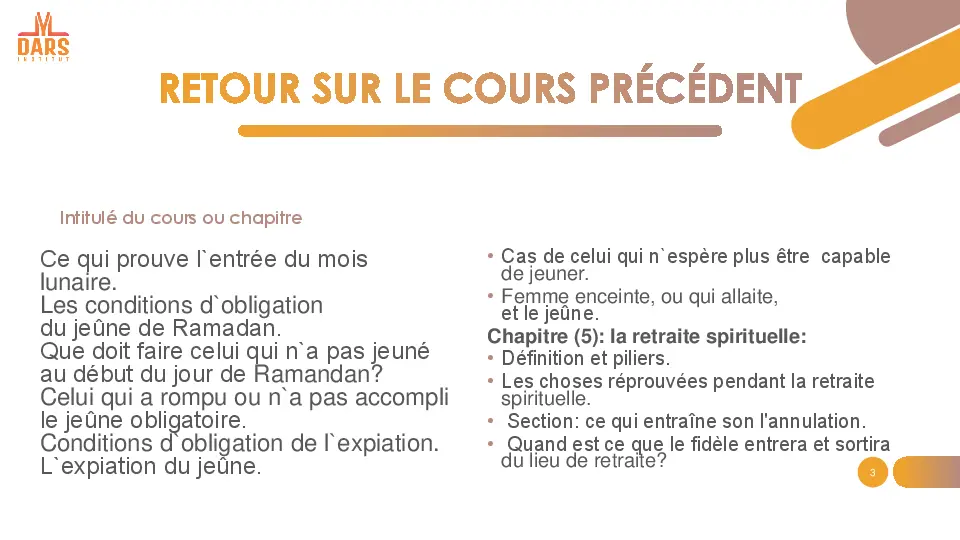 DARS
INSTITUT
RETOUR SUR LE COURS PRÉCÉDENT
Intitulé du cours ou chapitre
Ce qui prouve l`entrée du mois
lunaire.
Les conditions d`obligation
du jeûne de Ramadan.
Que doit faire celui qui n`a pas jeuné
au début du jour de Ramandan?
Celui qui a rompu ou n`a pas accompli
le jeûne obligatoire.
Conditions d`obligation de l`expiation.
L`expiation du jeûne.
• Cas de celui qui n`espère plus être  capable
de jeuner.
• Femme enceinte, ou qui allaite,
et le jeûne.
Chapitre (5): la retraite spirituelle:
• Définition et piliers.
• Les choses réprouvées pendant la retraite
spirituelle.
•  Section: ce qui entraîne son l'annulation.
•  Quand est ce que le fidèle entrera et sortira
du lieu de retraite?
3